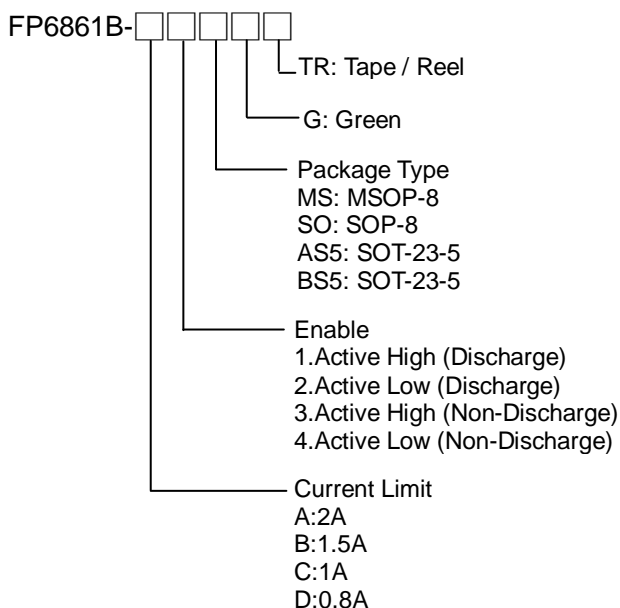 FP6861B-
TR: Tape / Reel
G: Green
Package Type
MS: MSOP-8
SO: SOP-8
AS5: SOT-23-5
BS5: SOT-23-5
Enable
1.Active High (Discharge)
2.Active Low (Discharge)
3.Active High (Non-Discharge)
4.Active Low (Non-Discharge)
Current Limit
A:2A
B:1.5A
C:1A
D:0.8A